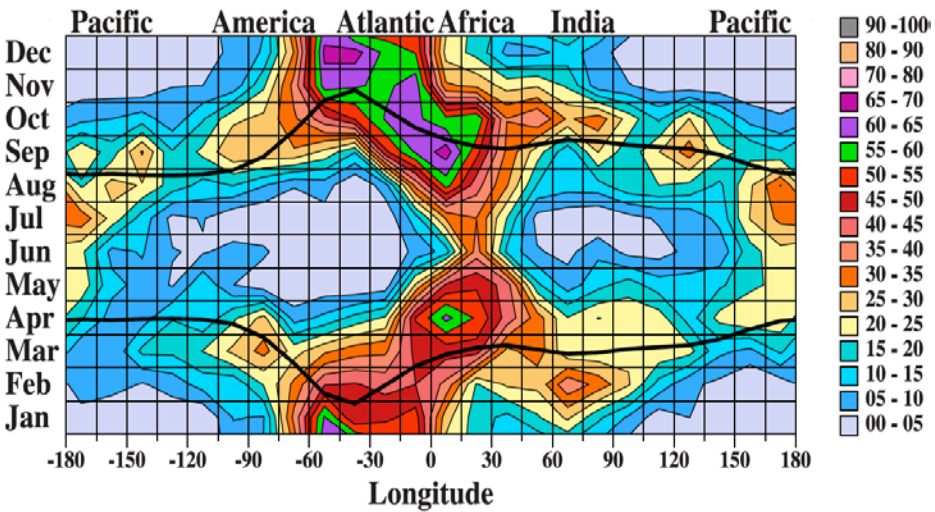 Pacific America Atlantic Africa India Pacific
Dec
Nov
Oct
Sep
Aug
Jul
Jun
May
Apr
Mar
Feb
Jan
-180 -150 -120 -90 -60 -30 0 30 60 90 120 150 180
Longitude
90 -100
80 - 90
70 - 80
65 - 70
60 - 65
55 - 60
50 - 55
45 - 50
40 - 45
35 - 40
30 - 35
25 - 30
20 - 25
15 - 20
10 - 15
05 - 10
00 - 05